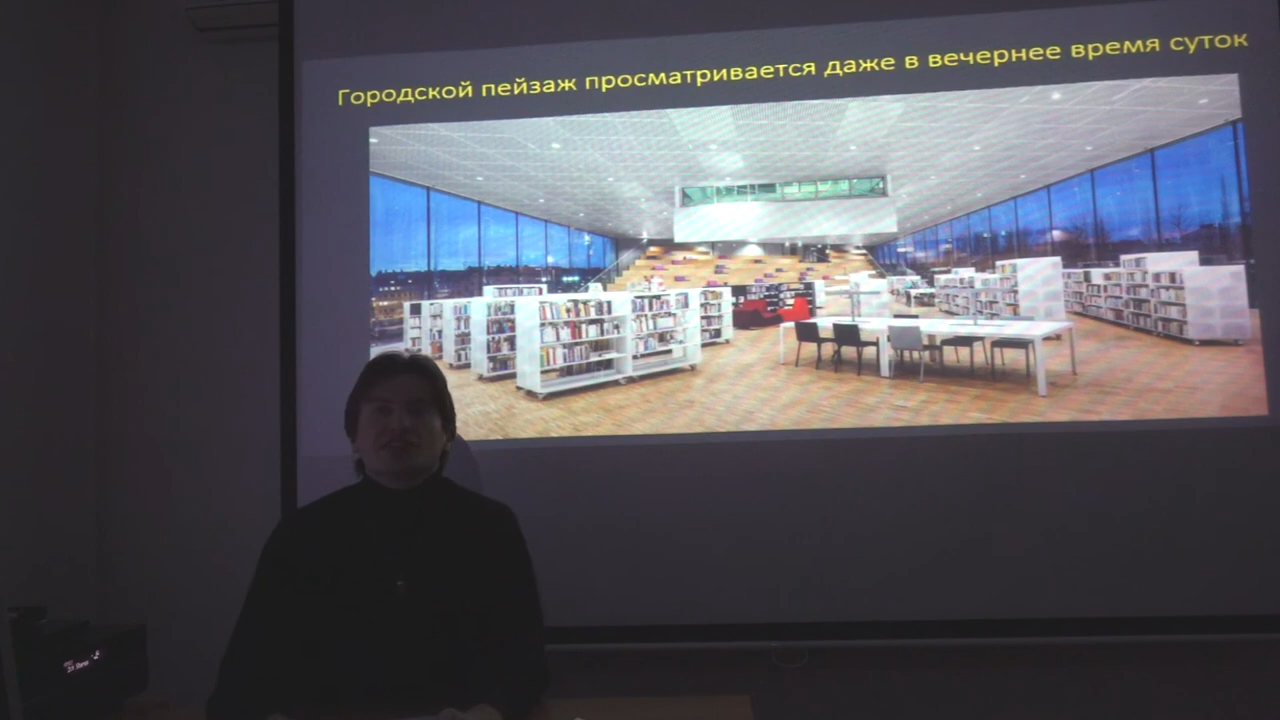 Городской пейзаж просматривается даже в вечернее время суток